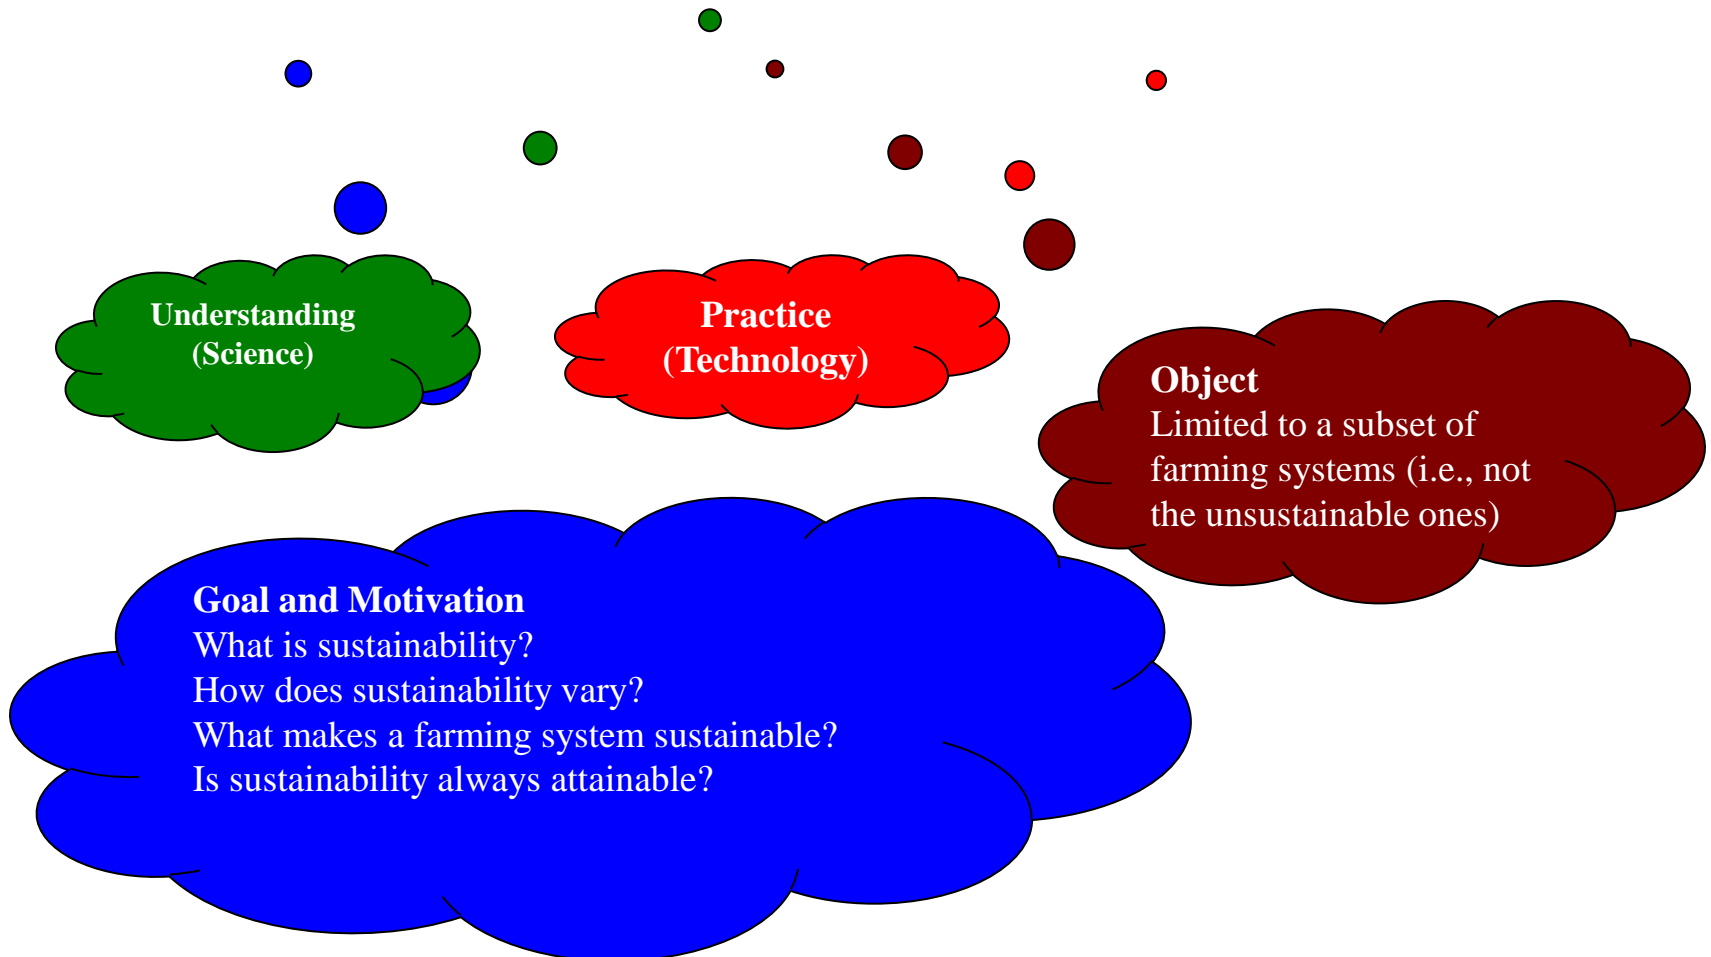 Understanding
(Science)
Practice
(Technology)
Object
Limited to a subset of
farming systems (i.e., not
the unsustainable ones)
Goal and Motivation
What is sustainability?
How does sustainability vary?
What makes a farming system sustainable?
Is sustainability always attainable?